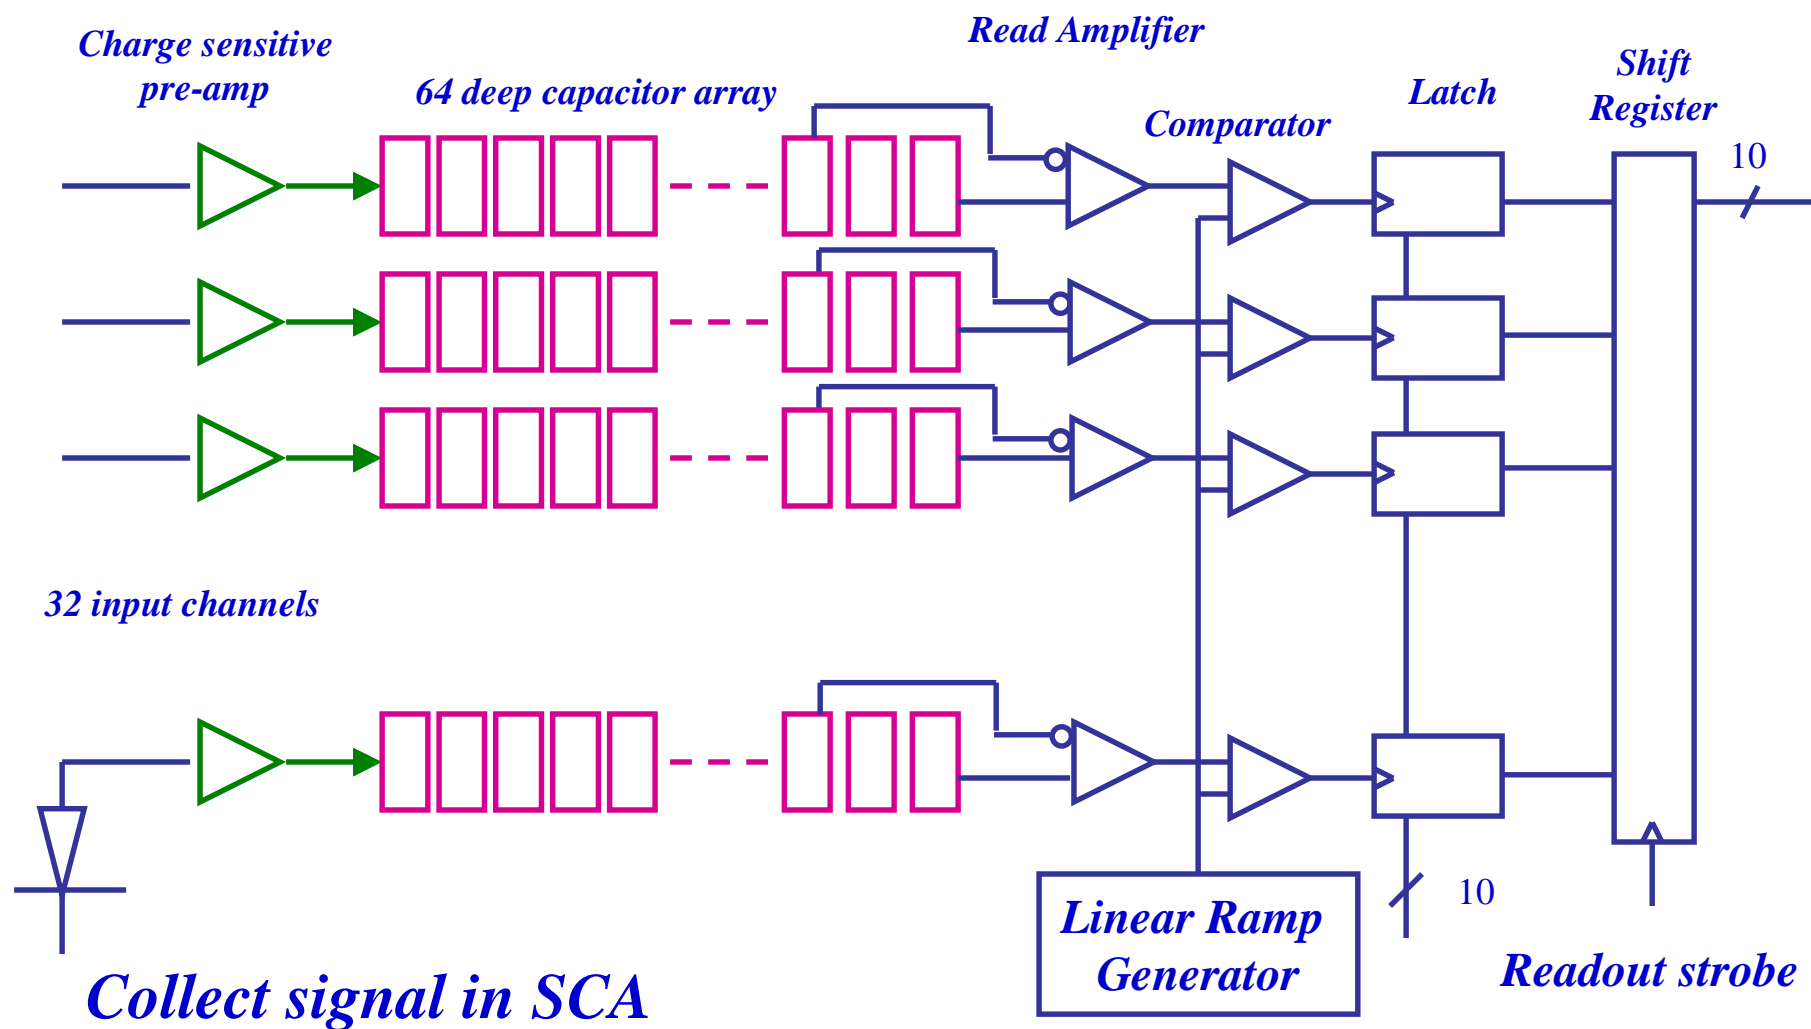 Read Amplifier
Charge sensitive
pre-amp
64 deep capacitor array
Comparator
Latch
Shift
Register
10
32 input channels
Linear Ramp
Generator
10
Readout strobe
Collect signal in SCA